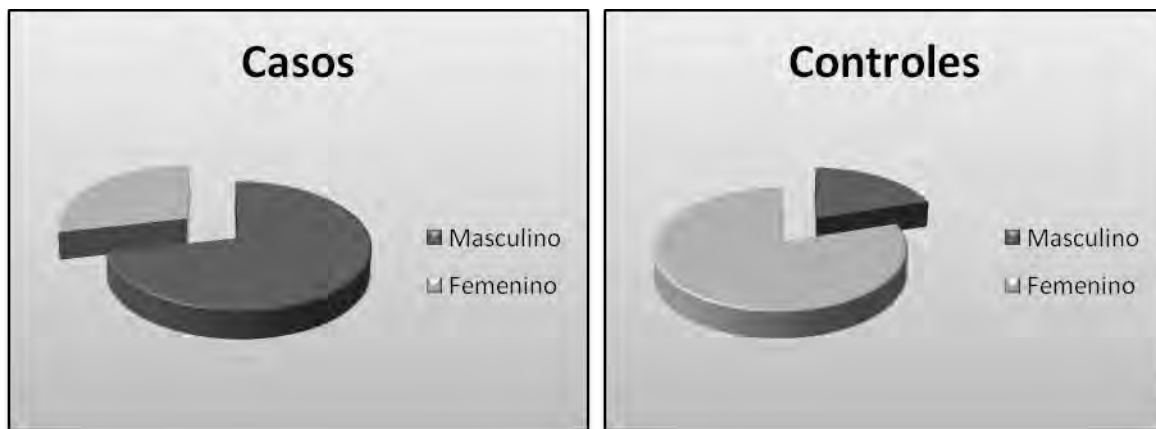 Casos
Masculino
Femenino
Controles
Masculino
Femenino